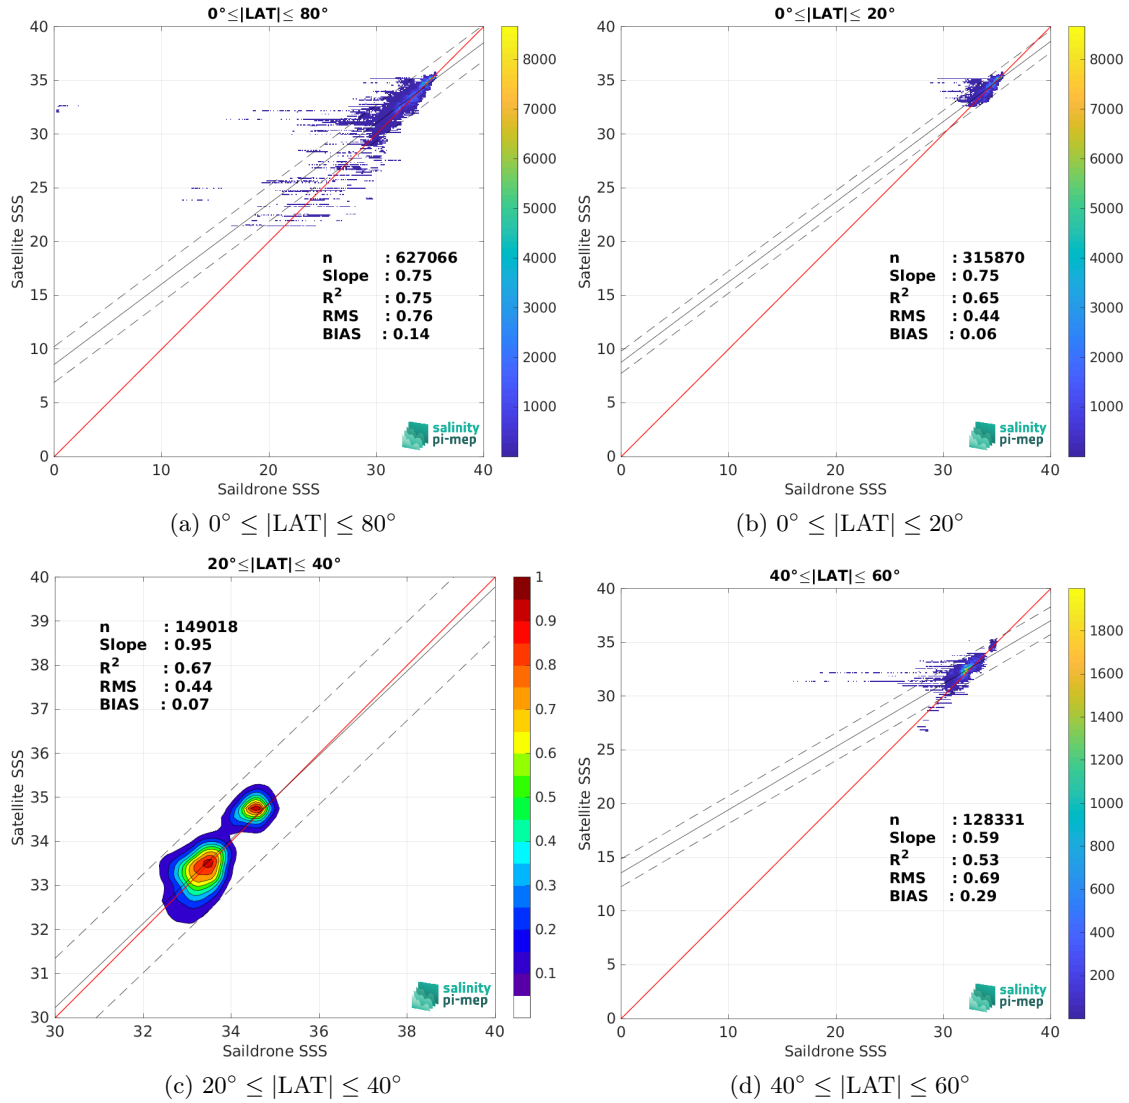 0°≤|LAT|≤ 80°
40
35
30
25
20
15
10
5
0
Satellite SSS
0
10
20
30
40
Saildrone SSS
n : 627066
Slope : 0.75
R² : 0.75
RMS : 0.76
BIAS : 0.14
salinity
pi-mep
8000
7000
6000
5000
4000
3000
2000
1000
(a) 0° ≤ |LAT| ≤ 80°
0°≤|LAT|≤ 20°
40
35
30
25
20
15
10
5
0
Satellite SSS
0
10
20
30
40
Saildrone SSS
n : 315870
Slope : 0.75
R² : 0.65
RMS : 0.44
BIAS : 0.06
salinity
pi-mep
8000
7000
6000
5000
4000
3000
2000
1000
(b) 0° ≤ |LAT| ≤ 20°
20°≤|LAT|≤ 40°
40
39
38
37
36
35
34
33
32
31
30
Satellite SSS
30
32
34
36
38
40
Saildrone SSS
n : 149018
Slope : 0.95
R² : 0.67
RMS : 0.44
BIAS : 0.07
salinity
pi-mep
1
0.9
0.8
0.7
0.6
0.5
0.4
0.3
0.2
0.1
(c) 20° ≤ |LAT| ≤ 40°
40°≤|LAT|≤ 60°
40
35
30
25
20
15
10
5
0
Satellite SSS
0
10
20
30
40
Saildrone SSS
n : 128331
Slope : 0.59
R² : 0.53
RMS : 0.69
BIAS : 0.29
salinity
pi-mep
1800
1600
1400
1200
1000
800
600
400
200
(d) 40° ≤ |LAT| ≤ 60°